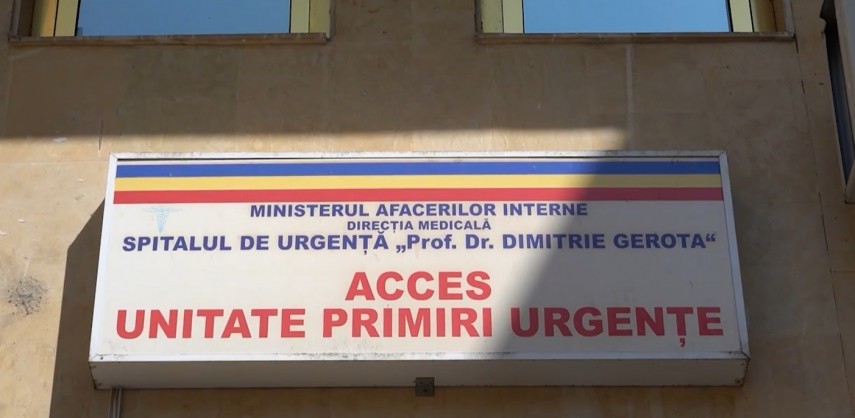 MINISTERUL AFACERILOR INTERNE
DIRECȚIA MEDICALĂ
SPITALUL DE URGENȚĂ „Prof. Dr. DIMITRIE GEROTA“
ACCES
UNITATE PRIMIRI URGENȚE